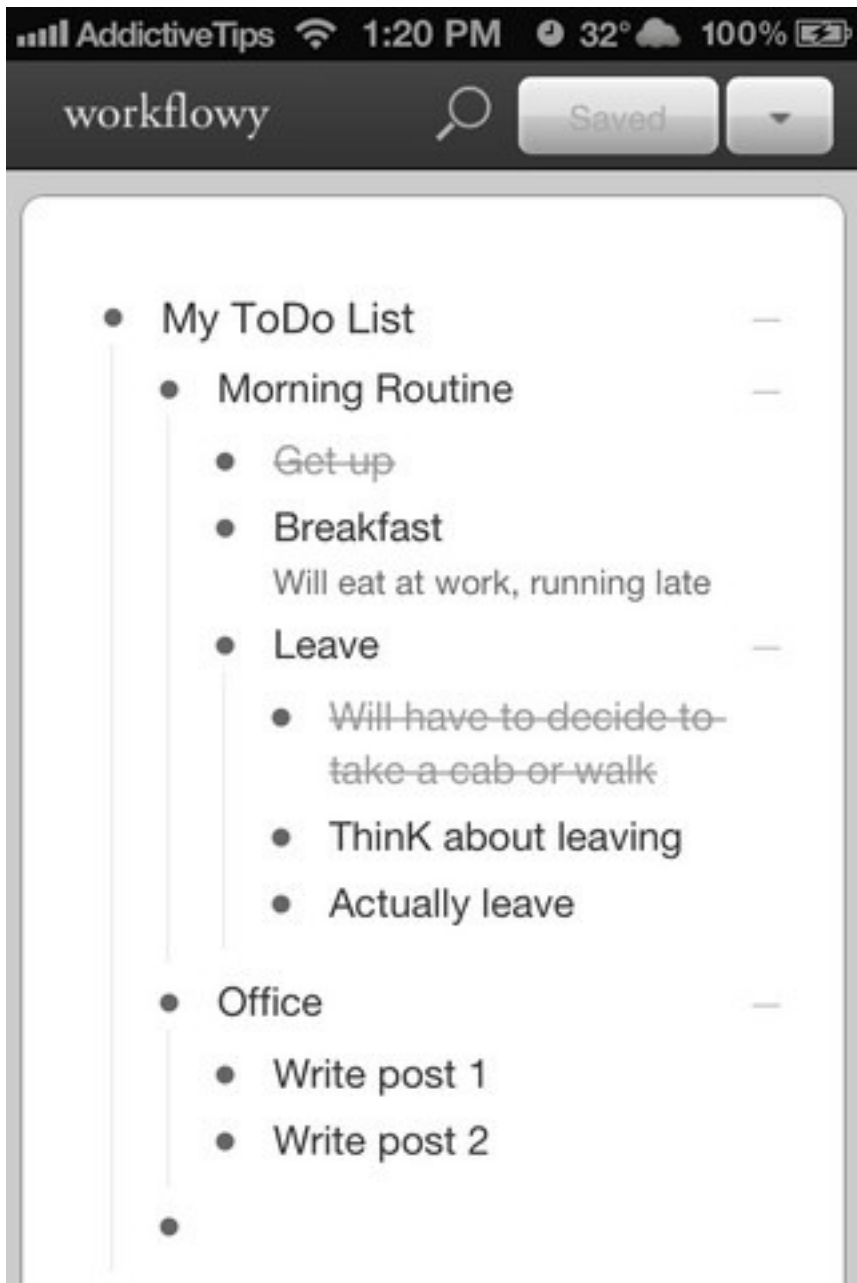 AddictiveTips 1:20 PM 32° 100%
workflowy Saved
My ToDo List
Morning Routine
Get up
Breakfast
Will eat at work, running late
Leave
Will have to decide to
take a cab or walk
ThinK about leaving
Actually leave
Office
Write post 1
Write post 2